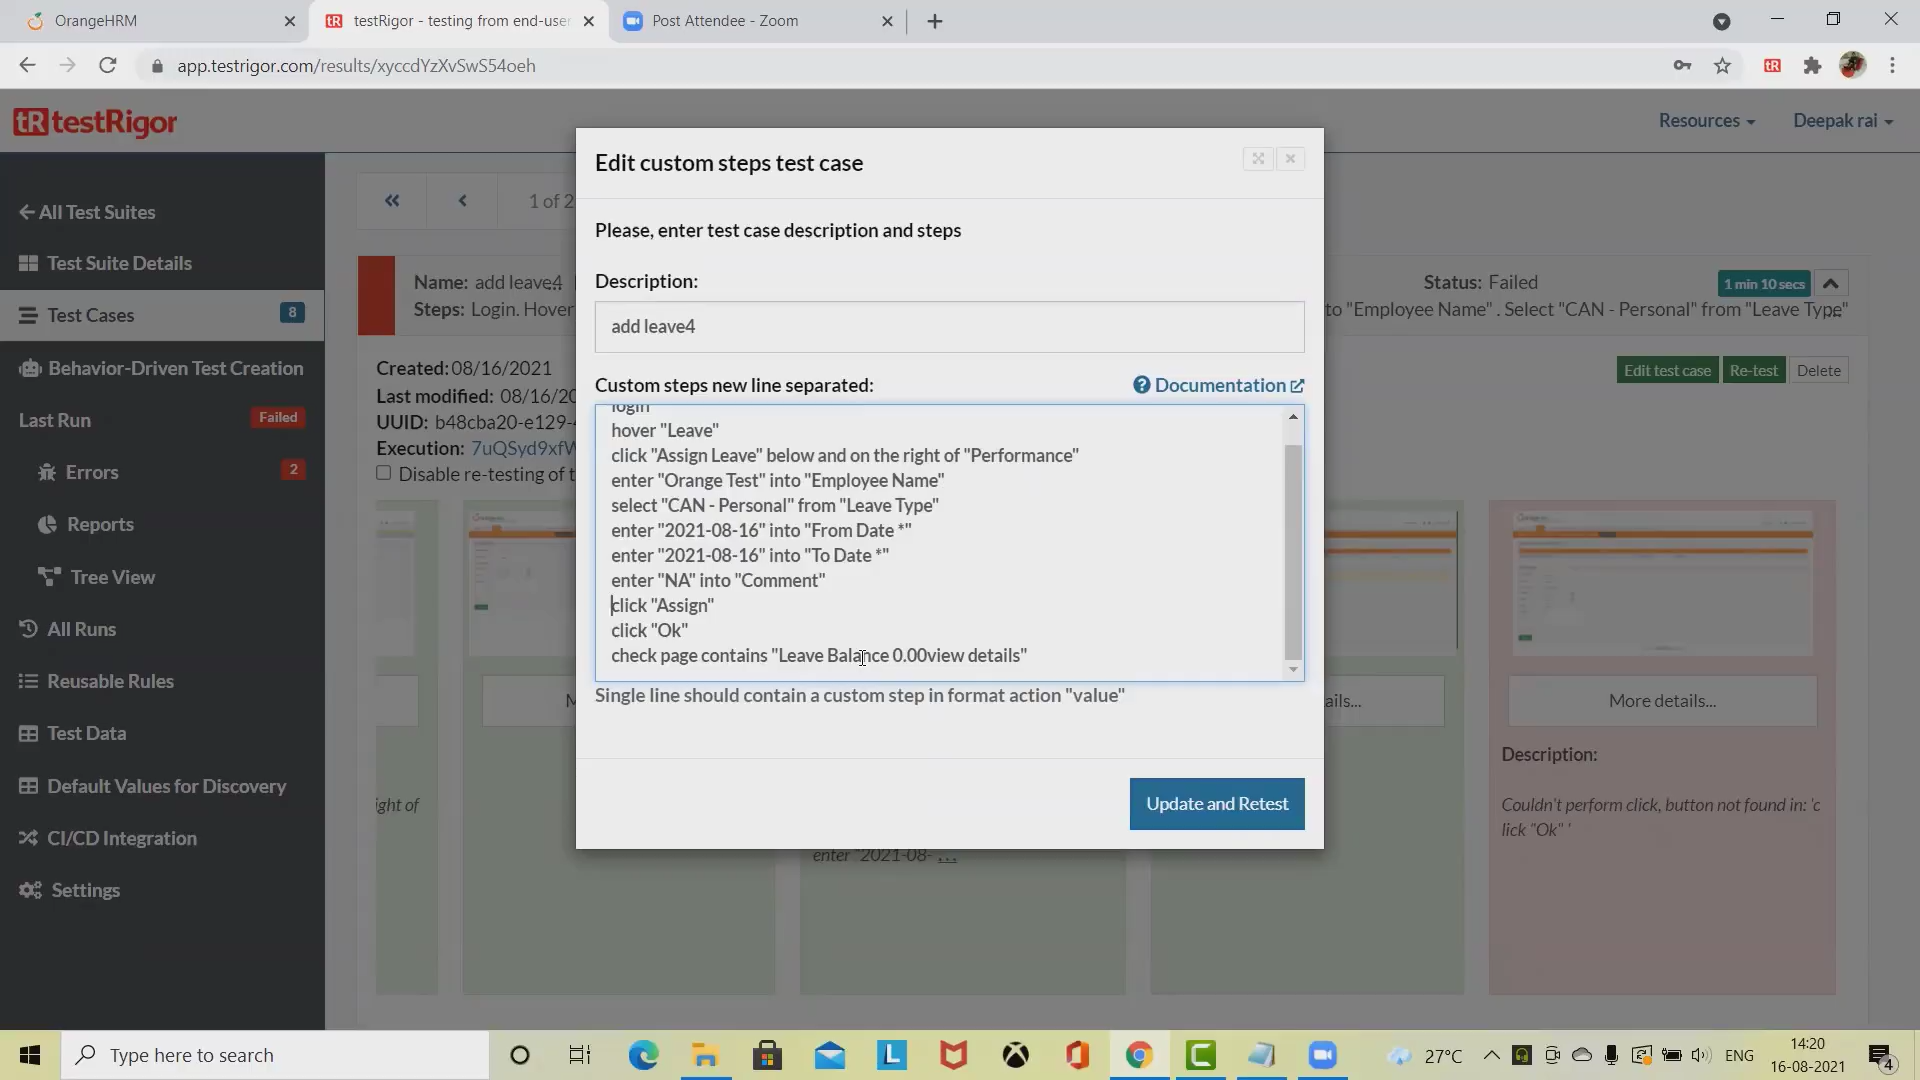 OrangeHRM
tR testRigor - testing from end-user
Post Attendee - Zoom
app.testrigor.com/results/xyccdYzXvSwS54oeh
tR
tR testRigor
Resources
Deepak rai
All Test Suites
Test Suite Details
Test Cases 8
Behavior-Driven Test Creation
Last Run Failed
Errors 2
Reports
Tree View
All Runs
Reusable Rules
Test Data
Default Values for Discovery
CI/CD Integration
Settings
« ‹ 1 of 2
Name: add leave4
Steps: Login. Hover
Status: Failed
1 min 10 secs
to "Employee Name" . Select "CAN - Personal" from "Leave Type"...
Created: 08/16/2021
Last modified: 08/16/20
UUID: b48cba20-e129-4
Execution: 7uQSyd9xfW
Disable re-testing of t
Edit test case
Re-test
Delete
Edit custom steps test case
Please, enter test case description and steps
Description:
add leave4
Custom steps new line separated:
Documentation
login
hover "Leave"
click "Assign Leave" below and on the right of "Performance"
enter "Orange Test" into "Employee Name"
select "CAN - Personal" from "Leave Type"
enter "2021-08-16" into "From Date *"
enter "2021-08-16" into "To Date *"
enter "NA" into "Comment"
click "Assign"
click "Ok"
check page contains "Leave Balance 0.00view details"
Single line should contain a custom step in format action "value"
Update and Retest
ight of
enter "2021-08- ...
ails...
More details...
Description:
Couldn't perform click, button not found in: 'c
lick "Ok" '
Type here to search
27°C
ENG
14:20
16-08-2021
4